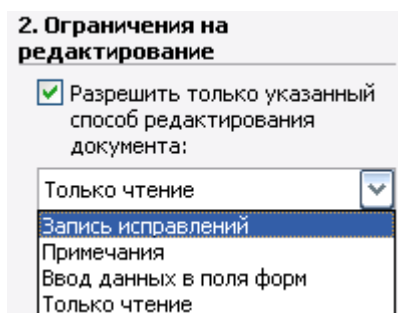 2. Ограничения на
редактирование
Разрешить только указанный
способ редактирования
документа:
Только чтение
Запись исправлений
Примечания
Ввод данных в поля форм
Только чтение